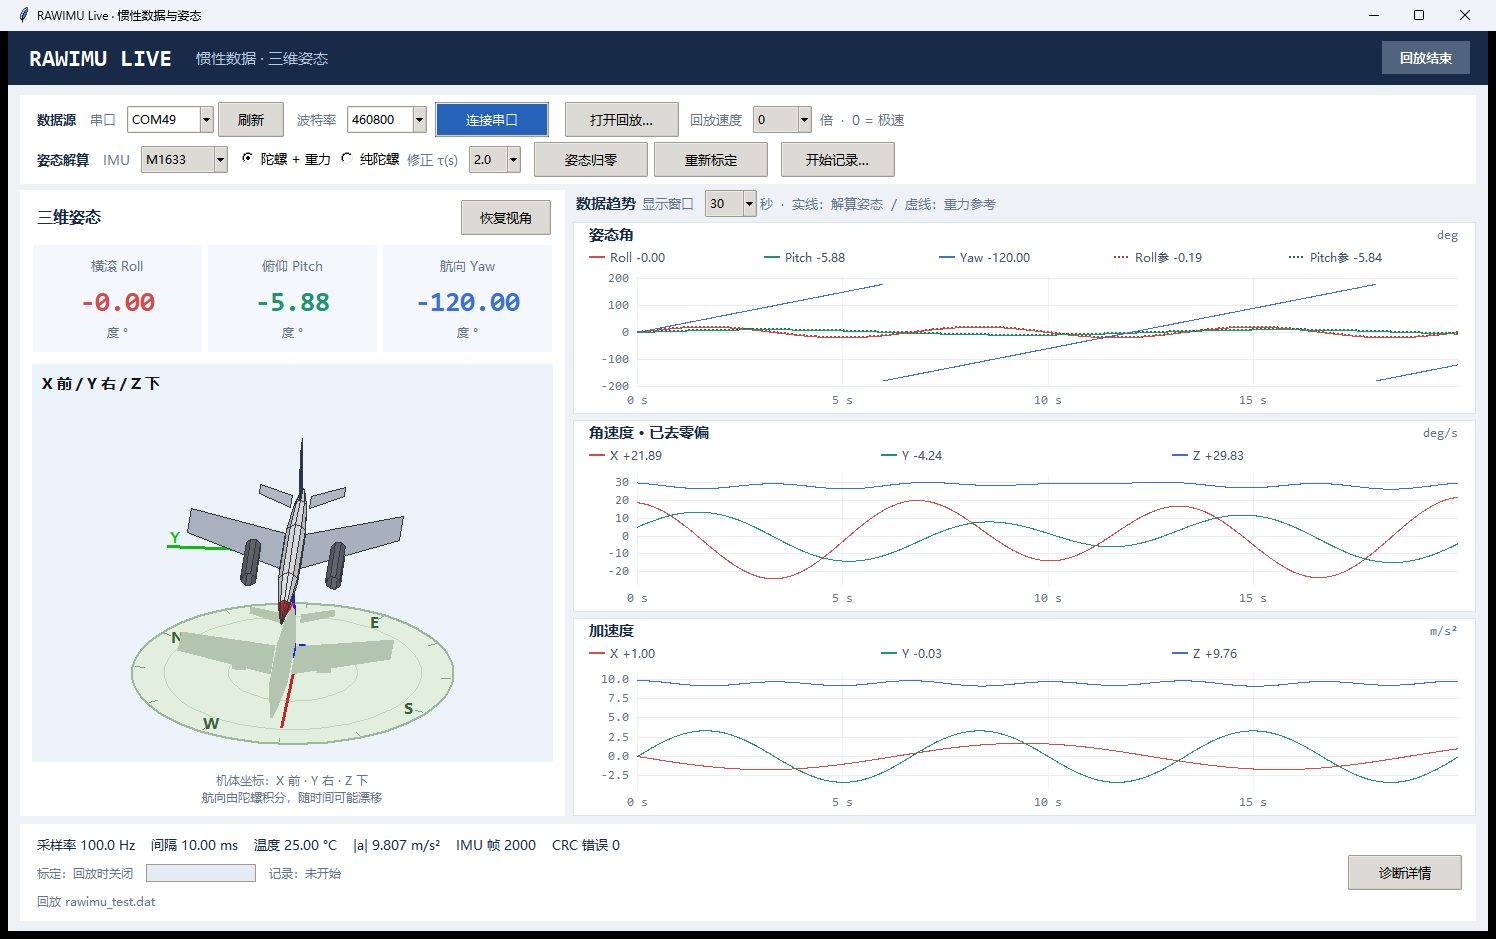 RAWIMU Live · 惯性数据与姿态
RAWIMU LIVE 惯性数据 · 三维姿态 回放结束
数据源 串口 COM49 刷新 波特率 460800 连接串口 打开回放... 回放速度 0 倍 · 0 = 极速
姿态解算 IMU M1633 陀螺 + 重力 纯陀螺 修正 τ(s) 2.0 姿态归零 重新标定 开始记录...
三维姿态 恢复视角
横滚 Roll 俯仰 Pitch 航向 Yaw
-0.00 -5.88 -120.00
度 ° 度 ° 度 °
X 前 / Y 右 / Z 下
Y
N E
W S
机体坐标: X 前 · Y 右 · Z 下
航向由陀螺积分，随时间可能漂移
数据趋势 显示窗口 30 秒 · 实线: 解算姿态 / 虚线: 重力参考
姿态角 deg
Roll -0.00 Pitch -5.88 Yaw -120.00 Roll参 -0.19 Pitch参 -5.84
200
100
0
-100
-200
0 s 5 s 10 s 15 s
角速度 • 已去零偏 deg/s
X +21.89 Y -4.24 Z +29.83
30
20
10
0
-10
-20
0 s 5 s 10 s 15 s
加速度 m/s²
X +1.00 Y -0.03 Z +9.76
10.0
7.5
5.0
2.5
0.0
-2.5
0 s 5 s 10 s 15 s
采样率 100.0 Hz 间隔 10.00 ms 温度 25.00 °C |a| 9.807 m/s² IMU 帧 2000 CRC 错误 0
标定: 回放时关闭 记录: 未开始 诊断详情
回放 rawimu_test.dat